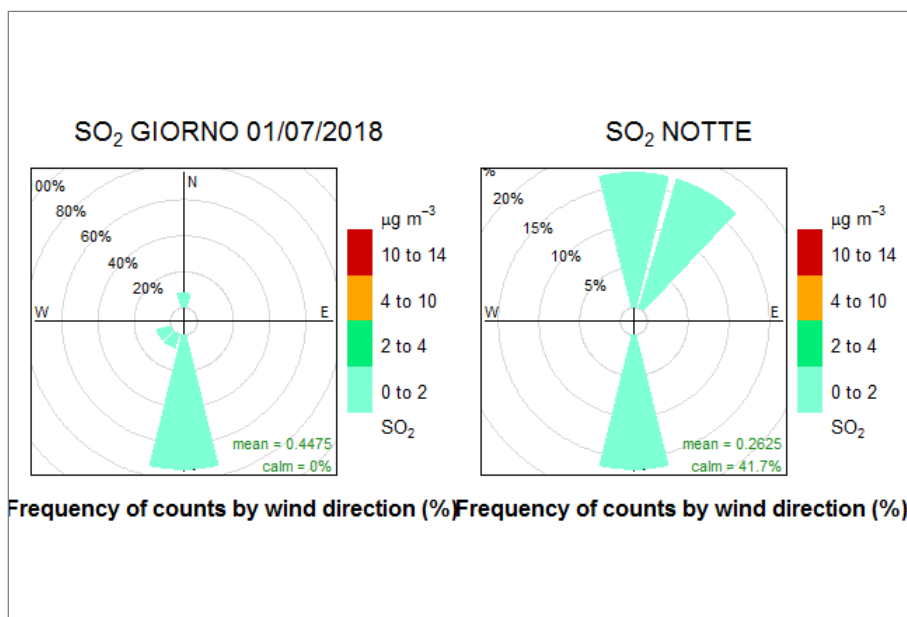 SO₂ GIORNO 01/07/2018
00%
80%
60%
40%
20%
N
W
E
mean = 0.4475
calm = 0%
μg m⁻³
10 to 14
4 to 10
2 to 4
0 to 2
SO₂
Frequency of counts by wind direction (%)
SO₂ NOTTE
%
20%
15%
10%
5%
W
E
mean = 0.2625
calm = 41.7%
μg m⁻³
10 to 14
4 to 10
2 to 4
0 to 2
SO₂
Frequency of counts by wind direction (%)